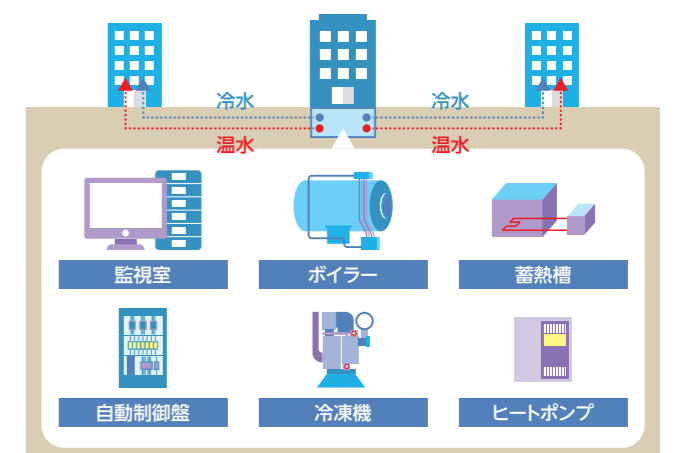 冷水
冷水
温水
温水
監視室
ボイラー
蓄熱槽
自動制御盤
冷凍機
ヒートポンプ